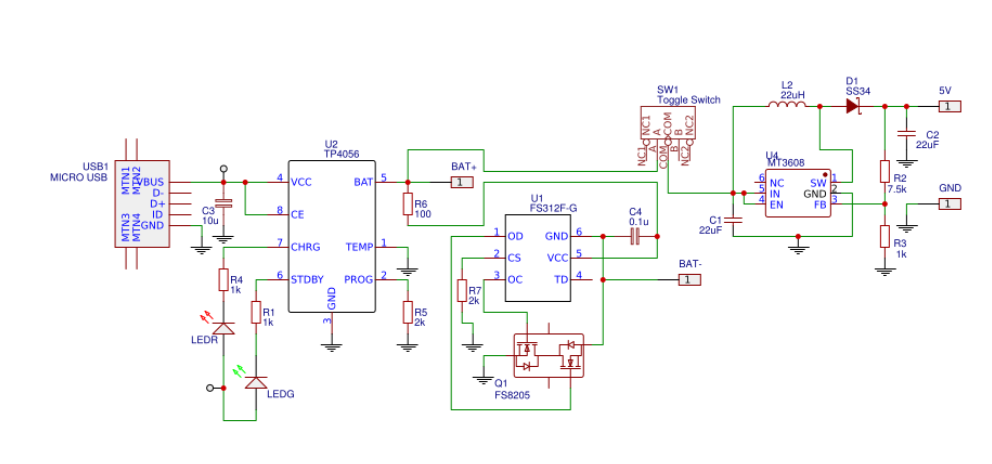 USB1
MICRO USB
MTN1
MTN2
MTN3
MTN4
VBUS
D-
D+
ID
GND
C3
10u
U2
TP4056
4 VCC
8 CE
7 CHRG
6 STDBY
BAT 5
TEMP 1
PROG 2
GND
3
R4
1k
LEDR
R1
1k
LEDG
BAT+
1
R6
100
R5
2k
U1
FS312F-G
1 OD
2 CS
3 OC
GND 6
VCC 5
TD 4
R7
2k
C4
0.1u
BAT-
1
Q1
FS8205
SW1
Toggle Switch
NC1
A
COM
B
NC2
NC1
A
COM
B
NC2
L2
22uH
D1
SS34
5V
1
C2
22uF
U4
MT3608
6 NC
5 IN
4 EN
SW 1
GND 2
FB 3
C1
22uF
R2
7.5k
R3
1k
GND
1